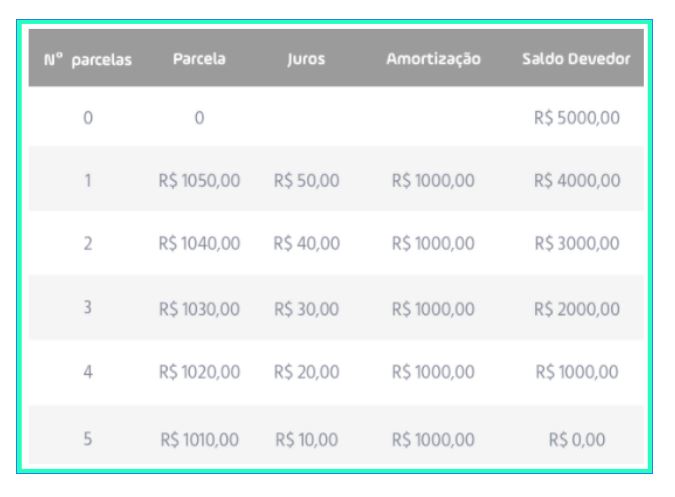 Nº parcelas Parcela Juros Amortização Saldo Devedor
0 0 R$ 5000,00
1 R$ 1050,00 R$ 50,00 R$ 1000,00 R$ 4000,00
2 R$ 1040,00 R$ 40,00 R$ 1000,00 R$ 3000,00
3 R$ 1030,00 R$ 30,00 R$ 1000,00 R$ 2000,00
4 R$ 1020,00 R$ 20,00 R$ 1000,00 R$ 1000,00
5 R$ 1010,00 R$ 10,00 R$ 1000,00 R$ 0,00